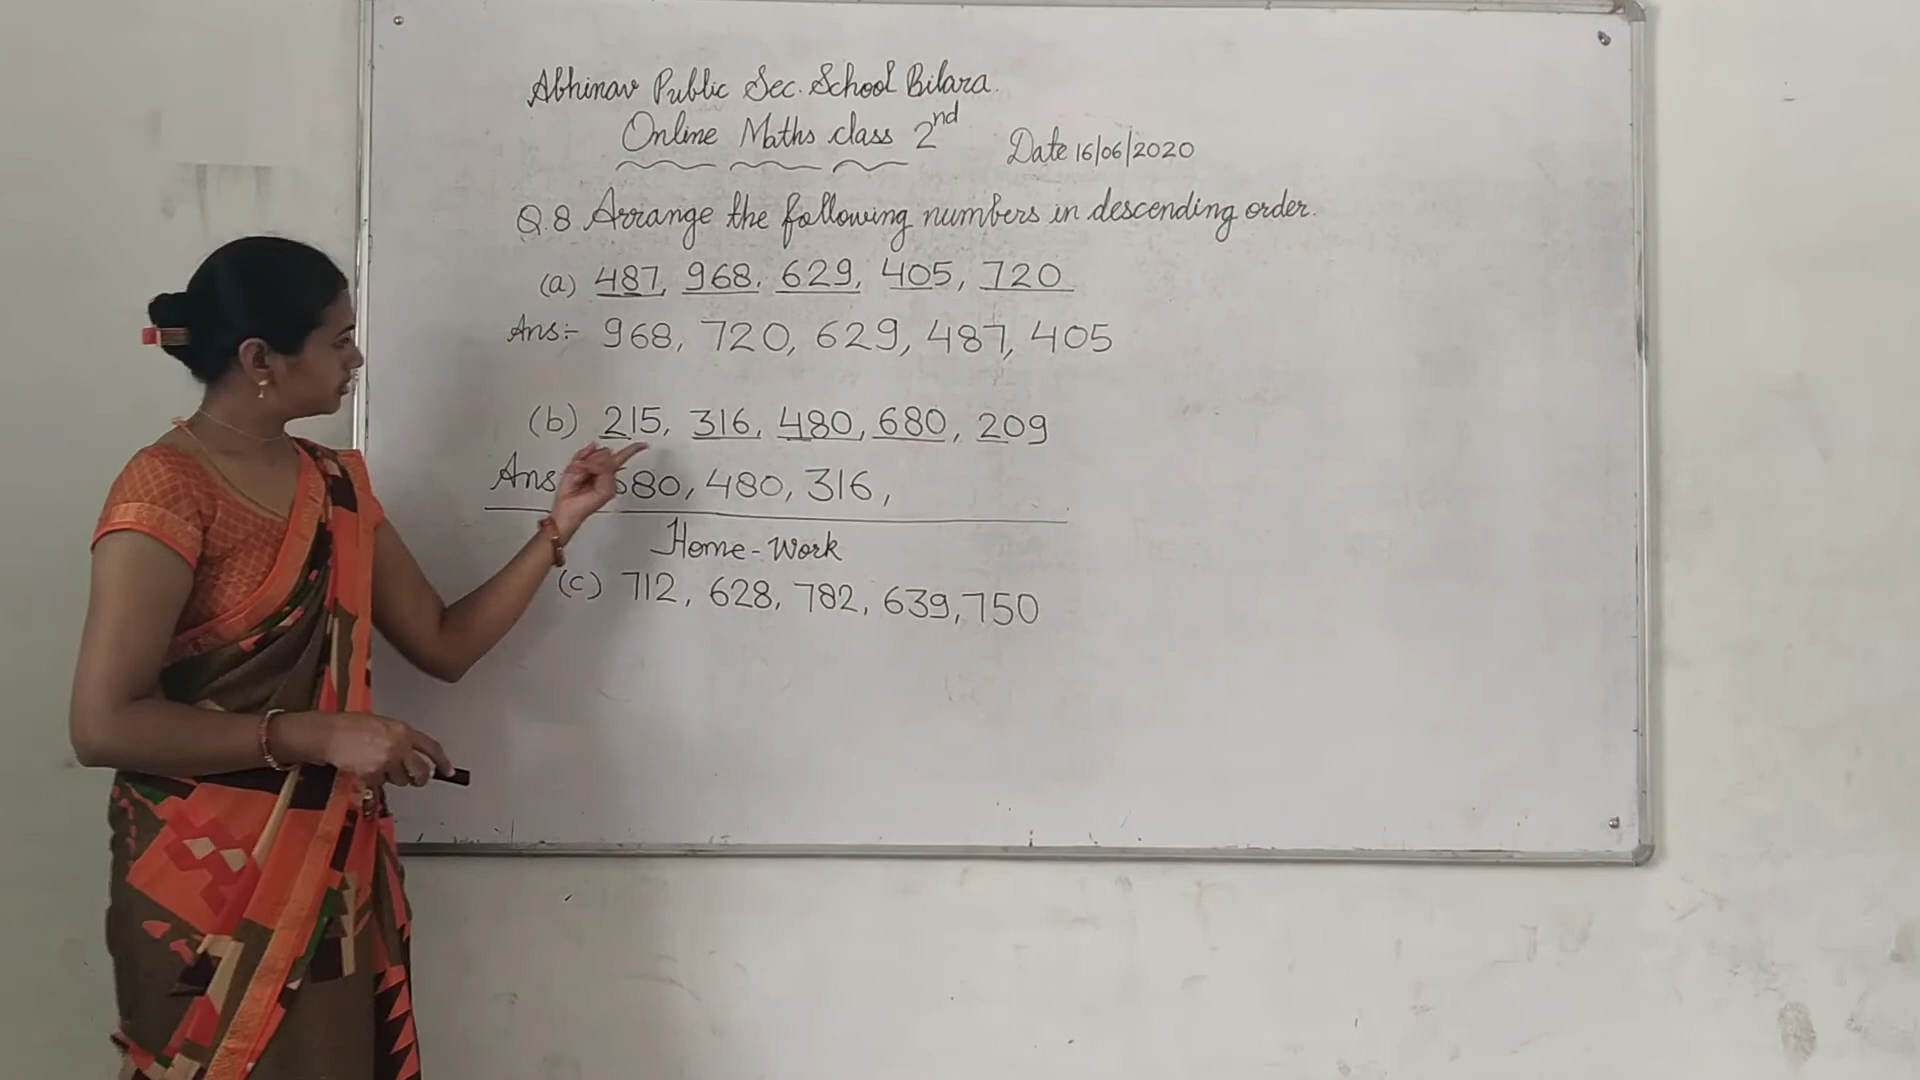 Abhinav Public Sec. School Bilara.
Online Maths class 2nd
Date 16/06/2020
Q.8 Arrange the following numbers in descending order.
(a) 487, 968, 629, 405, 720
Ans:- 968, 720, 629, 487, 405
(b) 215, 316, 480, 680, 209
Ans 680, 480, 316,
Home-Work
(c) 712, 628, 782, 639, 750